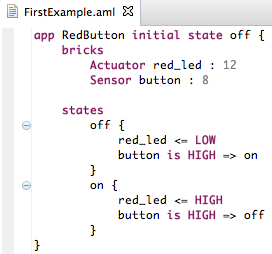 FirstExample.aml
app RedButton initial state off {
    bricks
        Actuator red_led : 12
        Sensor button : 8

    states
        off {
            red_led <= LOW
            button is HIGH => on
        }
        on {
            red_led <= HIGH
            button is HIGH => off
        }
}